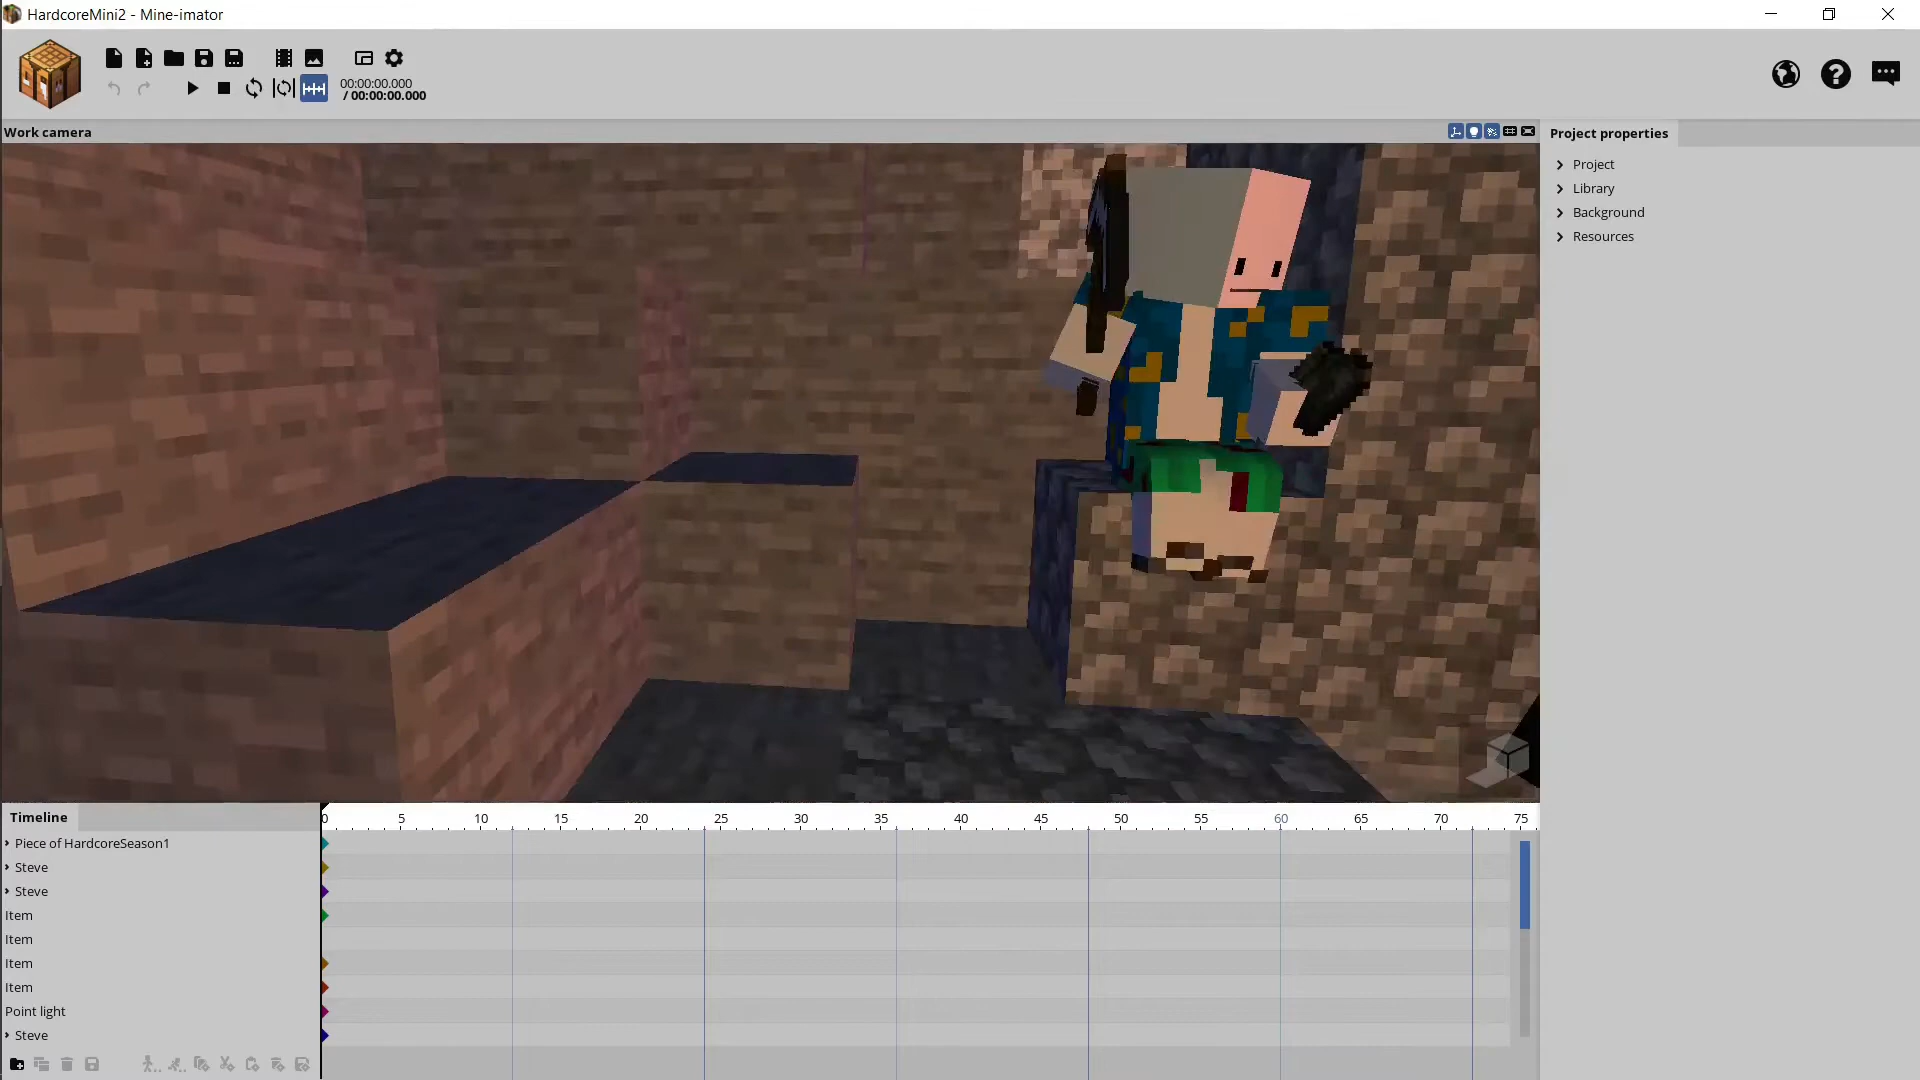 HardcoreMini2 - Mine-imator
00:00:00.000
/ 00:00:00.000
Work camera
Project properties
Project
Library
Background
Resources
Timeline
0 5 10 15 20 25 30 35 40 45 50 55 60 65 70 75
Piece of HardcoreSeason1
Steve
Steve
Item
Item
Item
Item
Point light
Steve